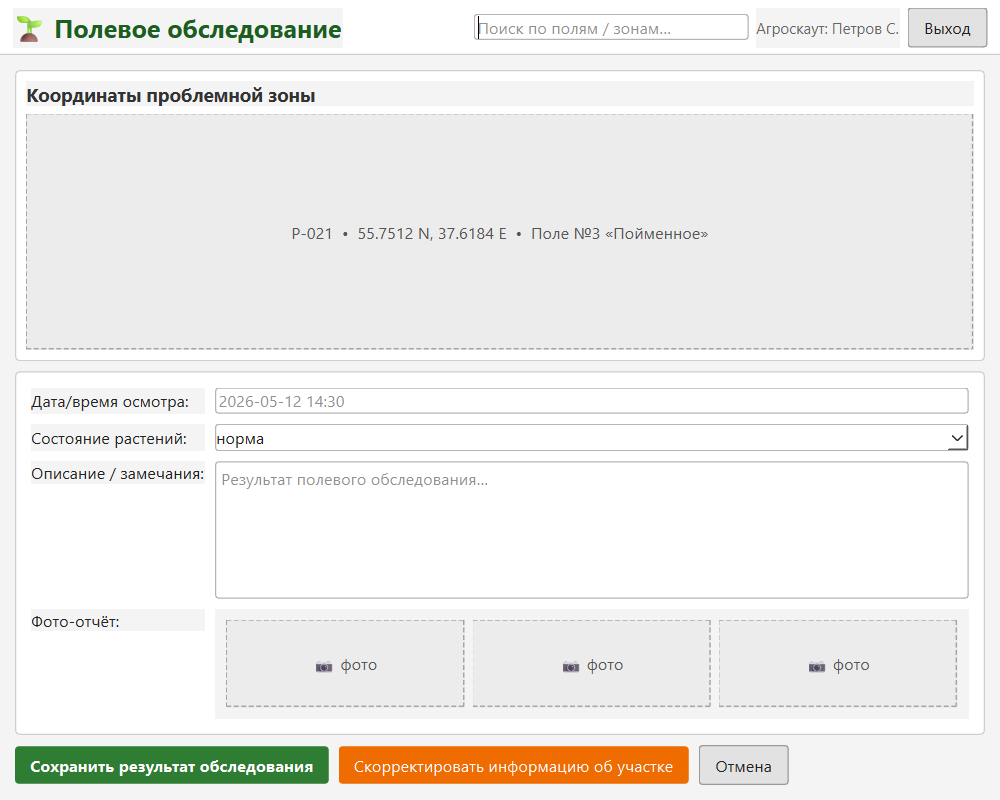 Полевое обследование
Поиск по полям / зонам...
Агроскаут: Петров С.
Выход
Координаты проблемной зоны
P-021 • 55.7512 N, 37.6184 E • Поле №3 «Пойменное»
Дата/время осмотра:
2026-05-12 14:30
Состояние растений:
норма
Описание / замечания:
Результат полевого обследования...
Фото-отчёт:
фото
фото
фото
Сохранить результат обследования
Скорректировать информацию об участке
Отмена